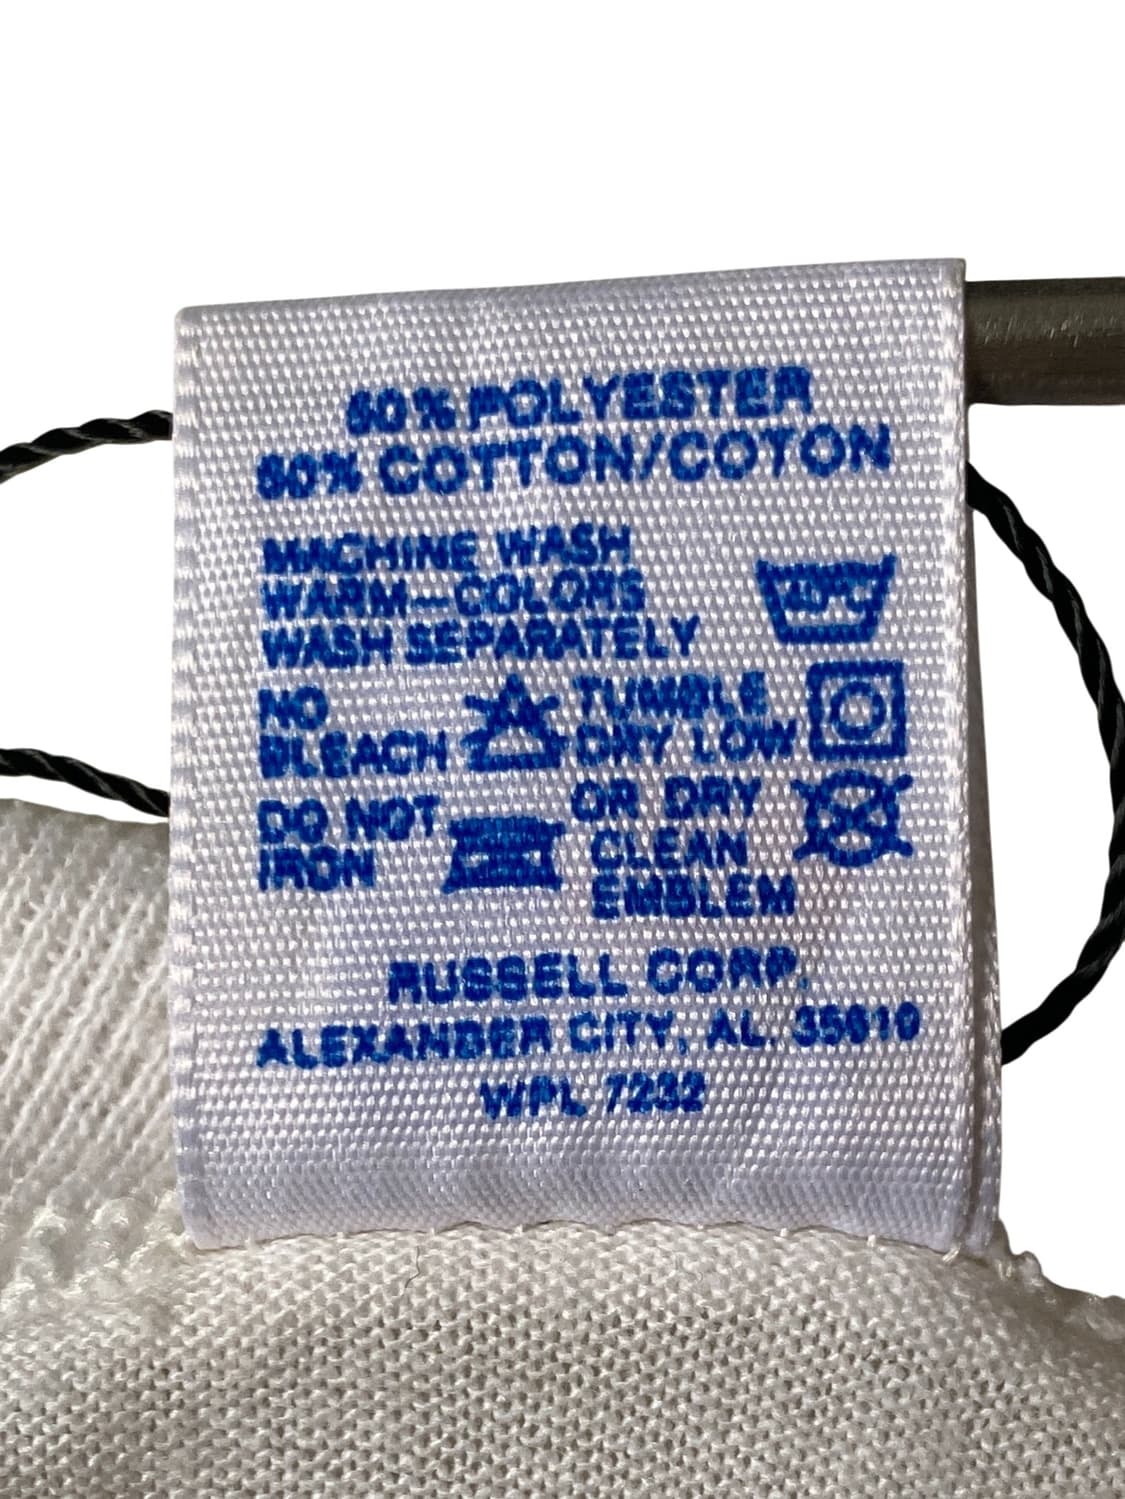 50% POLYESTER
50% COTTON/COTON
MACHINE WASH
WARM—COLORS
WASH SEPARATELY
40°C
NO
BLEACH
TUMBLE
DRY LOW
DO NOT
IRON
OR DRY
CLEAN
EMBLEM
RUSSELL CORP.
ALEXANDER CITY, AL. 35010
WPL 7232